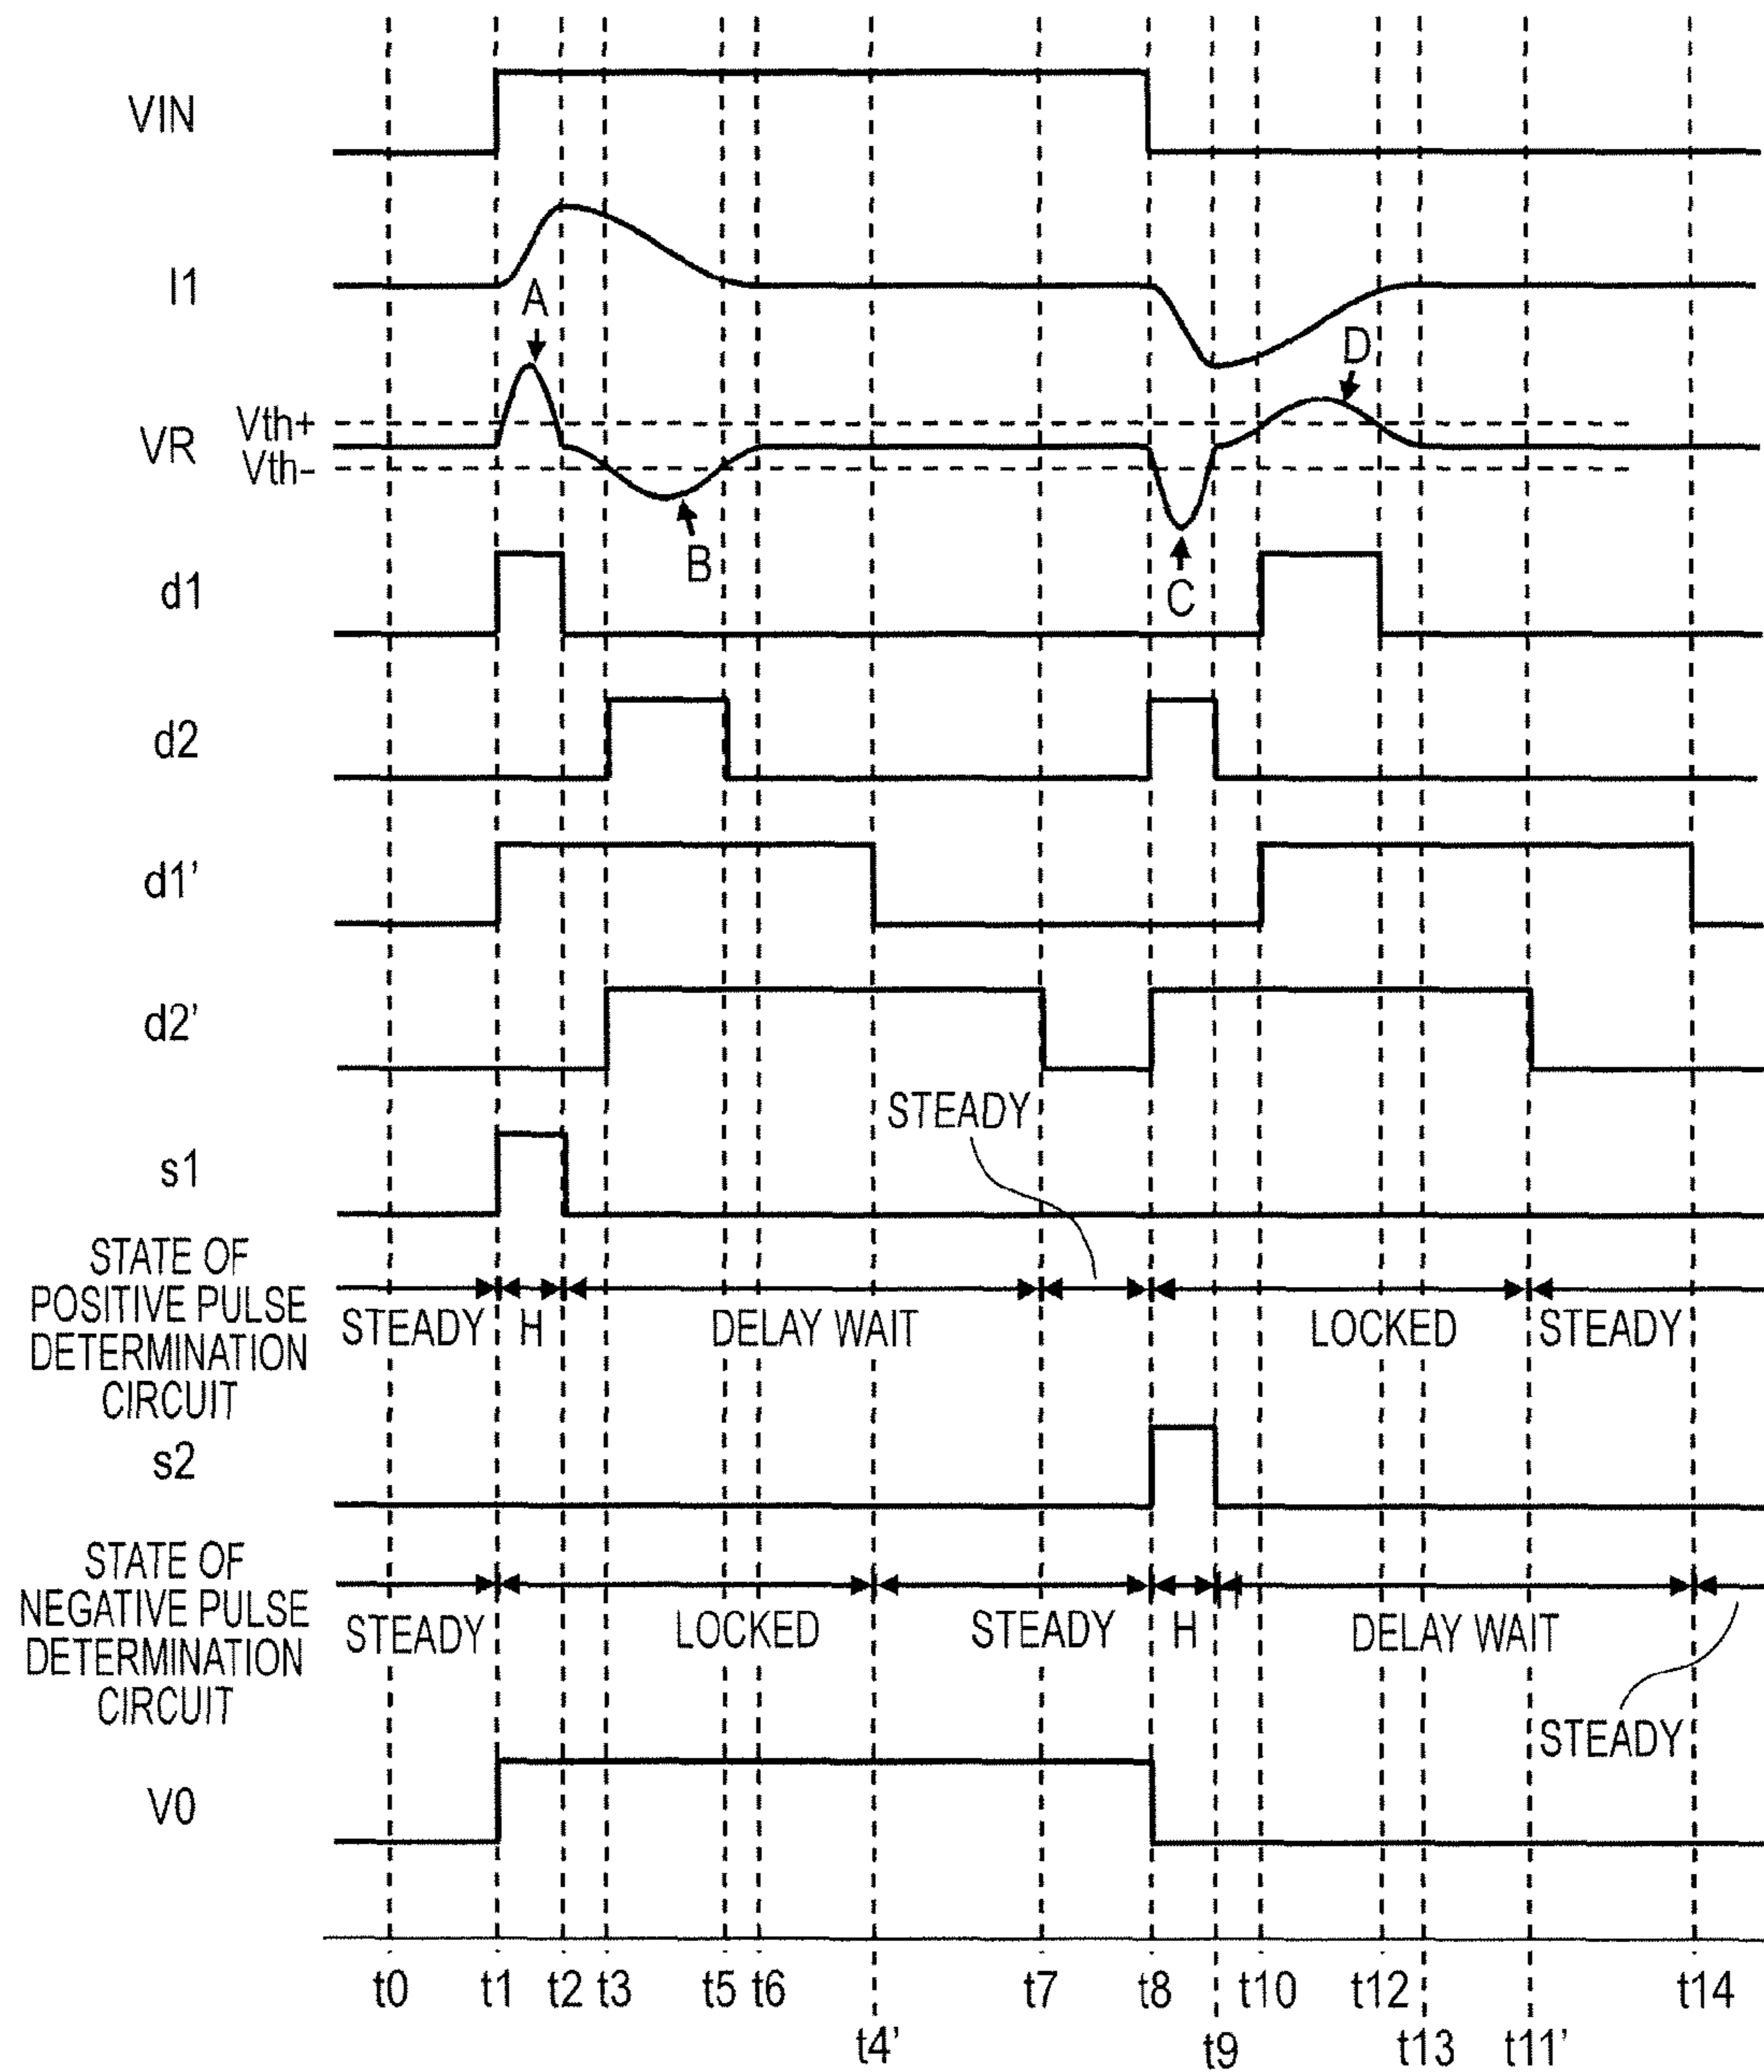 VIN
I1
A
D
Vth+
VR
Vth-
B
C
d1
d2
d1'
d2'
STEADY
s1
STATE OF
POSITIVE PULSE
DETERMINATION
CIRCUIT
STEADY H DELAY WAIT LOCKED STEADY
s2
STATE OF
NEGATIVE PULSE
DETERMINATION
CIRCUIT
STEADY LOCKED STEADY H DELAY WAIT
STEADY
V0
t0 t1 t2 t3 t5 t6 t7 t8 t10 t12 t14
t4' t9 t13 t11'